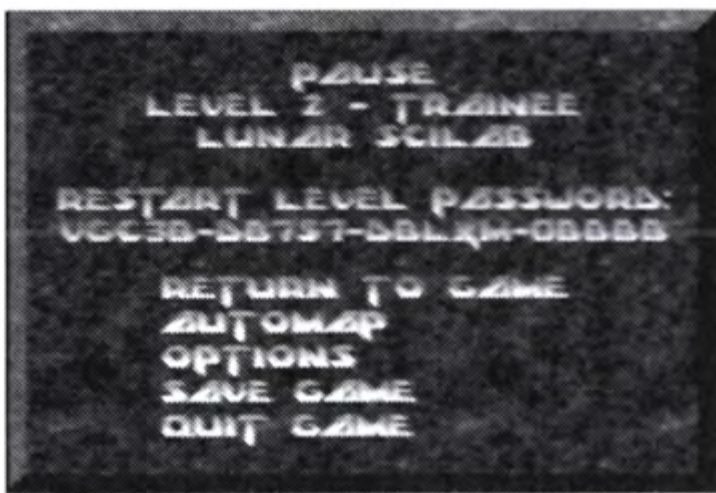 PAUSE
LEVEL 2 - TRAINEE
LUNAR SCILAB
RESTART LEVEL PASSWORD:
RETURN TO GAME
AUTOMAP
OPTIONS
SAVE GAME
QUIT GAME